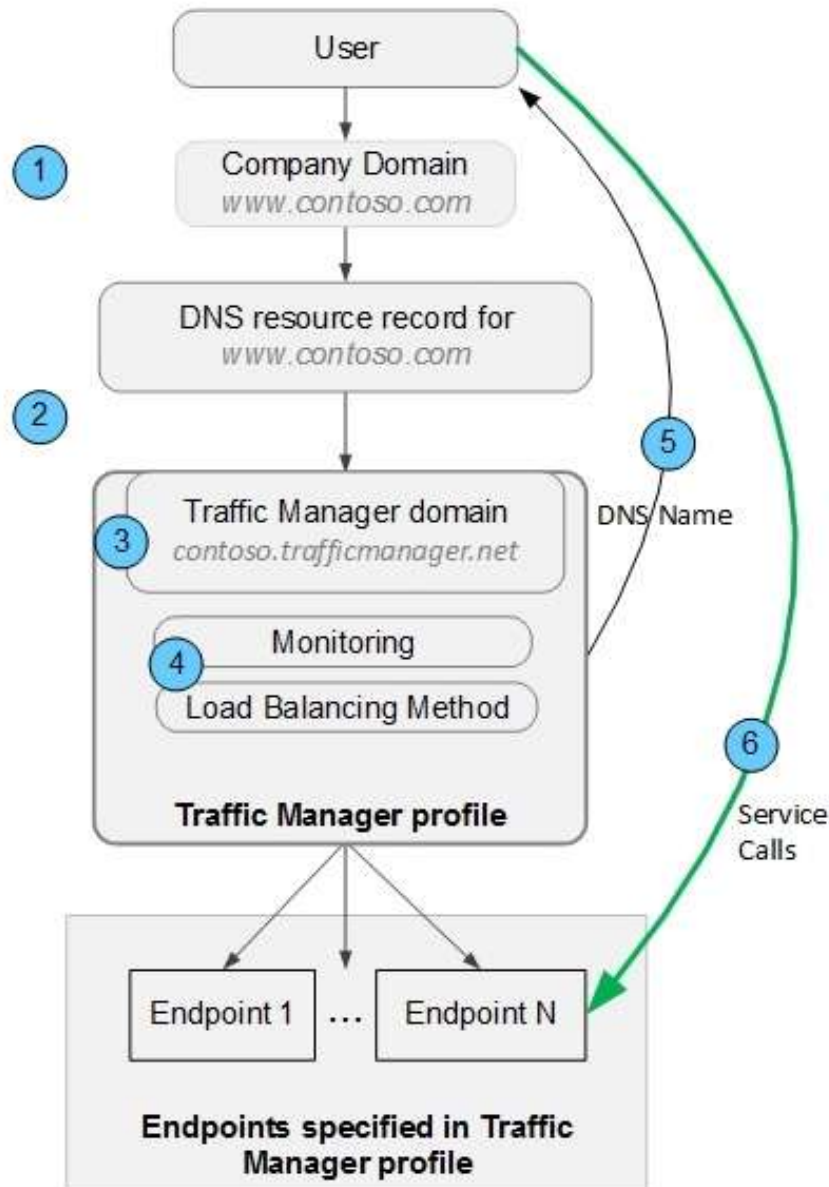 User
1
Company Domain
www.contoso.com
DNS resource record for
www.contoso.com
2
5
DNS Name
Traffic Manager domain
3
contoso.trafficmanager.net
Monitoring
4
Load Balancing Method
6
Service
Calls
Traffic Manager profile
Endpoint 1
...
Endpoint N
Endpoints specified in Traffic
Manager profile